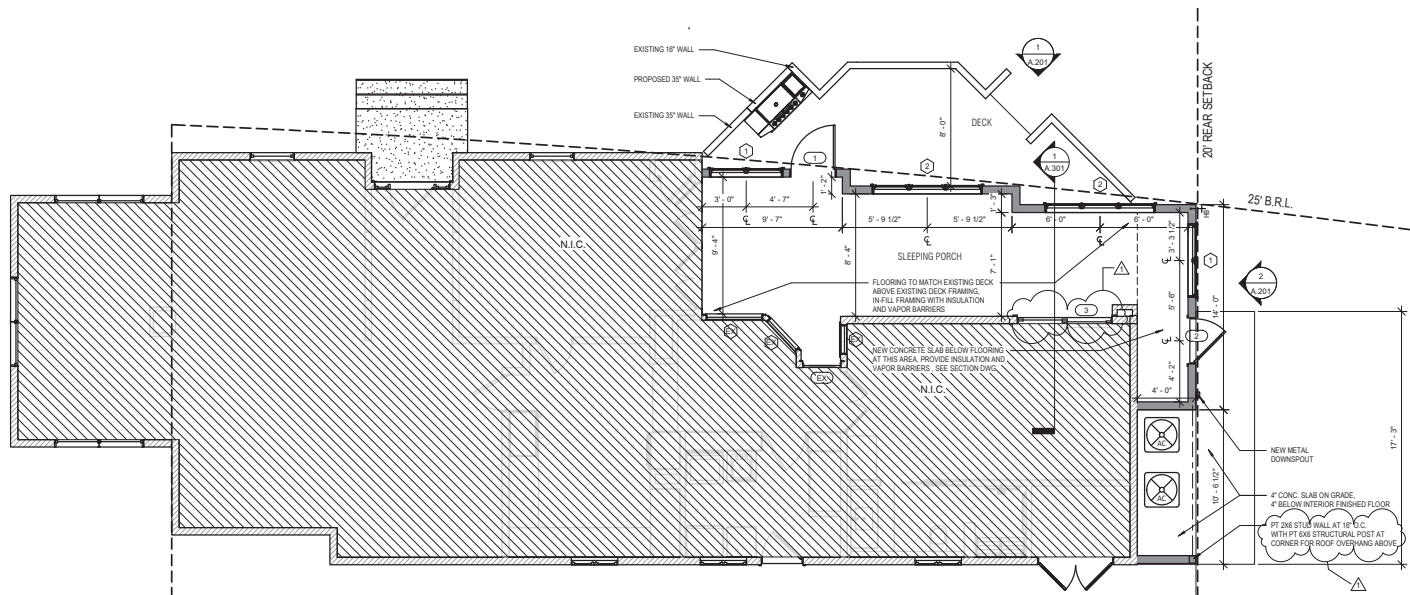 EXISTING 16" WALL
PROPOSED 35" WALL
EXISTING 35" WALL
1
A.201
20' REAR SETBACK
DECK
8' - 0"
1
A.301
1
1
2
2
25' B.R.L.
HB
3' - 0"
4' - 7"
1' - 2"
9' - 7"
5' - 9 1/2"
5' - 9 1/2"
1' - 3"
6' - 0"
6' - 0"
3' - 3 1/2"
N.I.C.
9' - 4"
8' - 4"
7' - 1"
SLEEPING PORCH
1
1
2
A.201
FLOORING TO MATCH EXISTING DECK
ABOVE EXISTING DECK FRAMING,
IN-FILL FRAMING WITH INSULATION
AND VAPOR BARRIERS
3
5' - 6"
14' - 0"
2
EX
EX
EX
EX
NEW CONCRETE SLAB BELOW FLOORING
AT THIS AREA, PROVIDE INSULATION AND
VAPOR BARRIERS , SEE SECTION DWG.
N.I.C.
4' - 2"
4' - 0"
AC
AC
10' - 6 1/2"
17' - 3"
NEW METAL
DOWNSPOUT
4" CONC. SLAB ON GRADE,
4" BELOW INTERIOR FINISHED FLOOR
PT 2X6 STUD WALL AT 16" O.C.
WITH PT 6X6 STRUCTURAL POST AT
CORNER FOR ROOF OVERHANG ABOVE
1